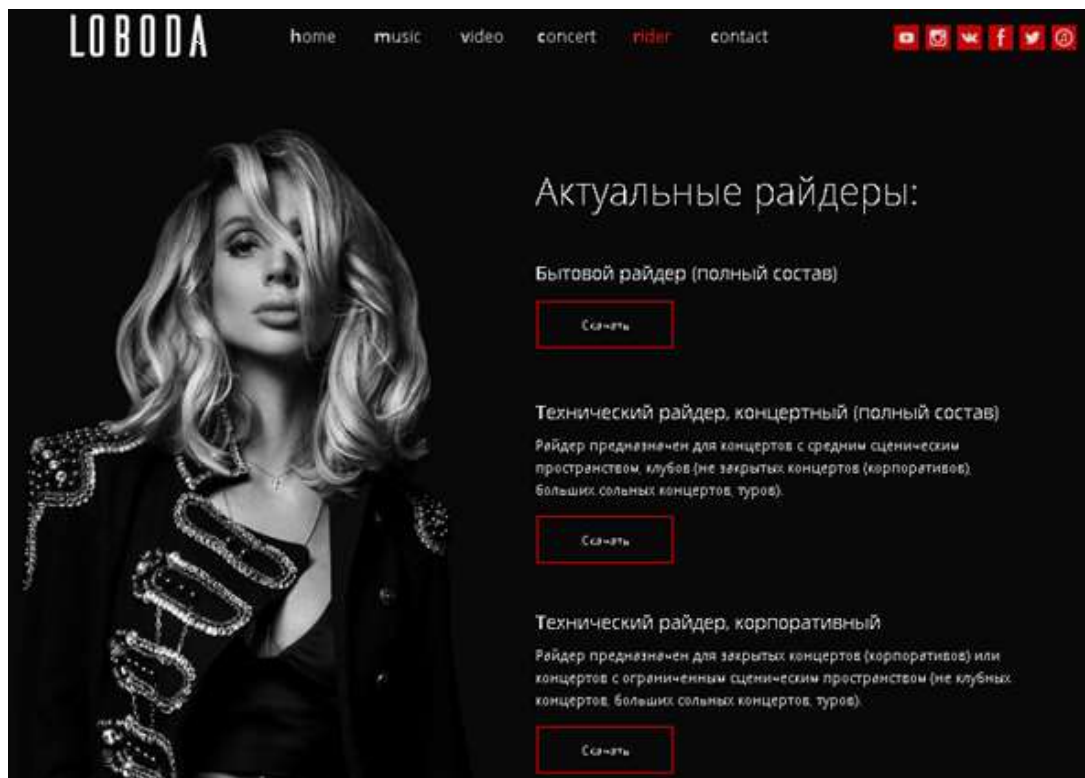 LOBODA
home music video concert rider contact
Актуальные райдеры:
Бытовой райдер (полный состав)
Скачать
Технический райдер, концертный (полный состав)
Райдер предназначен для концертов с средним сценическим
пространством, клубов (не закрытых концертов (корпоративов),
больших сольных концертов, туров).
Скачать
Технический райдер, корпоративный
Райдер предназначен для закрытых концертов (корпоративов) или
концертов с ограниченным сценическим пространством (не клубных
концертов, больших сольных концертов, туров).
Скачать